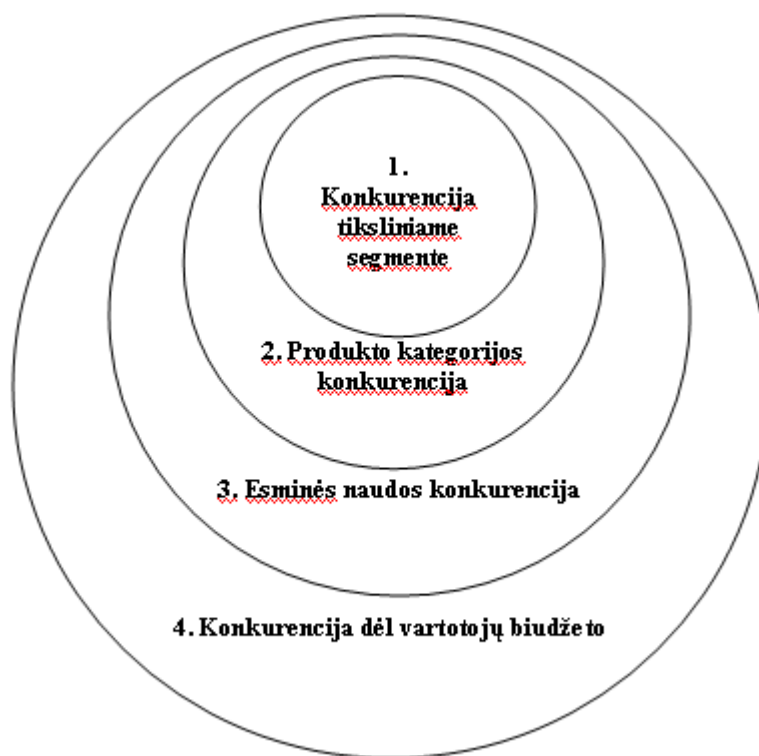 1.
Konkurencija
tiksliniame
segmente
2. Produkto kategorijos
konkurencija
3. Esminės naudos konkurencija
4. Konkurencija dėl vartotojų biudžeto